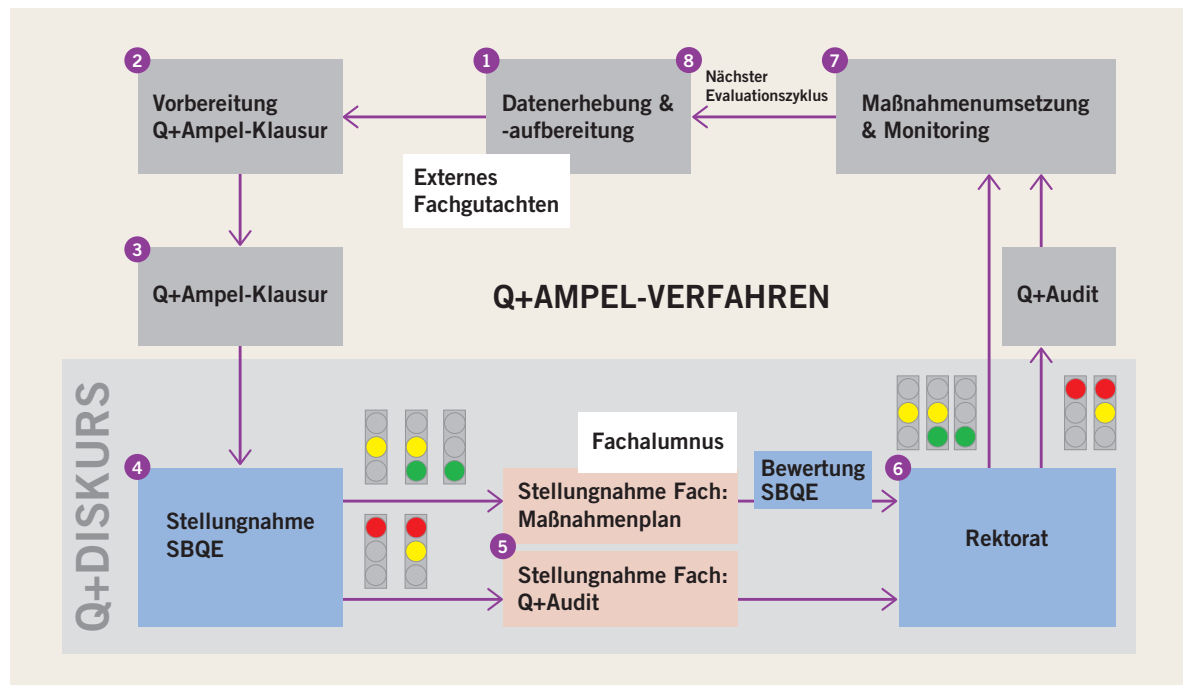 2
Vorbereitung
Q+Ampel-Klausur
1
Datenerhebung &
-aufbereitung
Externes
Fachgutachten
8
Nächster
Evaluationszyklus
7
Maßnahmenumsetzung
& Monitoring
3
Q+Ampel-Klausur
Q+AMPEL-VERFAHREN
Q+Audit
Q+DISKURS
4
Stellungnahme
SBQE
Fachalumnus
Stellungnahme Fach:
Maßnahmenplan
5
Stellungnahme Fach:
Q+Audit
Bewertung
SBQE
6
Rektorat